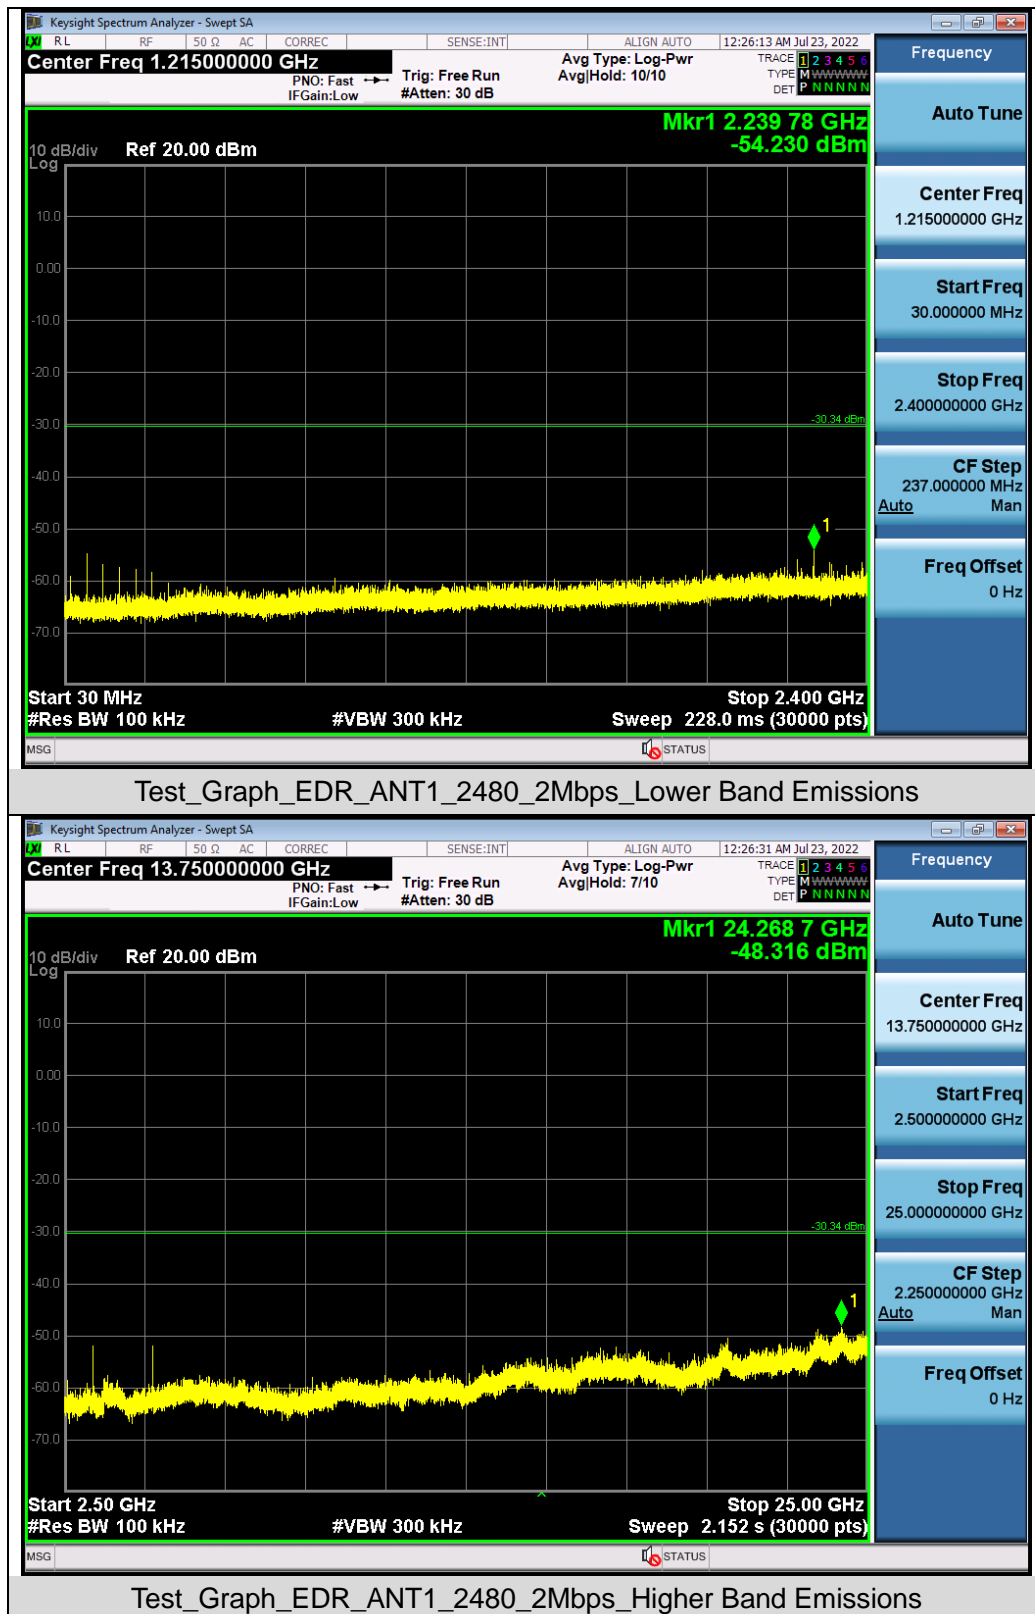 Keysight Spectrum Analyzer - Swept SA
LXI RL RF 50 Ω AC CORREC SENSE:INT ALIGN AUTO 12:26:13 AM Jul 23, 2022
Center Freq 1.215000000 GHz
PNO: Fast
IFGain:Low
Trig: Free Run
#Atten: 30 dB
Avg Type: Log-Pwr
Avg|Hold: 10/10
TRACE 1 2 3 4 5 6
TYPE M W W W W W
DET P N N N N N
Frequency
Mkr1 2.239 78 GHz
-54.230 dBm
10 dB/div Ref 20.00 dBm
Log
10.0
0.00
-10.0
-20.0
-30.0
-30.34 dBm
-40.0
-50.0
1
-60.0
-70.0
Start 30 MHz Stop 2.400 GHz
#Res BW 100 kHz #VBW 300 kHz Sweep 228.0 ms (30000 pts)
MSG STATUS
Auto Tune
Center Freq
1.215000000 GHz
Start Freq
30.000000 MHz
Stop Freq
2.400000000 GHz
CF Step
237.000000 MHz
Auto Man
Freq Offset
0 Hz
Test_Graph_EDR_ANT1_2480_2Mbps_Lower Band Emissions
Keysight Spectrum Analyzer - Swept SA
LXI RL RF 50 Ω AC CORREC SENSE:INT ALIGN AUTO 12:26:31 AM Jul 23, 2022
Center Freq 13.750000000 GHz
PNO: Fast
IFGain:Low
Trig: Free Run
#Atten: 30 dB
Avg Type: Log-Pwr
Avg|Hold: 7/10
TRACE 1 2 3 4 5 6
TYPE M W W W W W
DET P N N N N N
Frequency
Mkr1 24.268 7 GHz
-48.316 dBm
10 dB/div Ref 20.00 dBm
Log
10.0
0.00
-10.0
-20.0
-30.0
-30.34 dBm
-40.0
1
-50.0
-60.0
-70.0
Start 2.50 GHz Stop 25.00 GHz
#Res BW 100 kHz #VBW 300 kHz Sweep 2.152 s (30000 pts)
MSG STATUS
Auto Tune
Center Freq
13.750000000 GHz
Start Freq
2.500000000 GHz
Stop Freq
25.000000000 GHz
CF Step
2.250000000 GHz
Auto Man
Freq Offset
0 Hz
Test_Graph_EDR_ANT1_2480_2Mbps_Higher Band Emissions